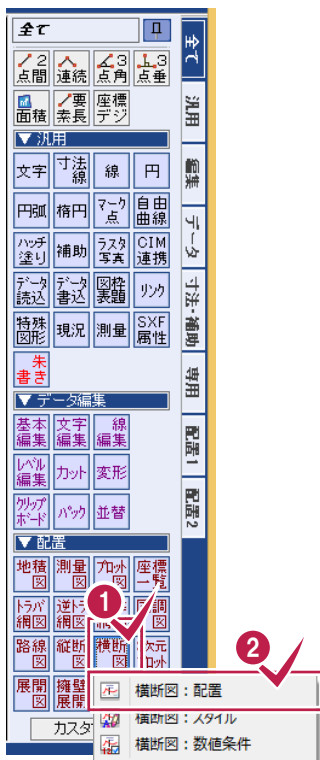 全て
2 点間 連続 3 点角 3 点垂
面積 要素長 座標デジ
▼ 汎用
文字 寸法線 線 円
円弧 楕円 マーク点 自由曲線
ハッチ塗り 補助 ラスタ写真 CIM連携
データ読込 データ書込 図枠表題 リンク
特殊図形 現況 測量 SXF属性
朱書き
▼ データ編集
基本編集 文字編集 線編集
レベル編集 カット 変形
クリップボード パック 並替
▼ 配置
地積図 測量図 プロット図 座標一覧
トラバ網図 逆トラ網図
路線図 縦断図 横断図
展開図 擁壁展開
カスタ
1
2
横断図：配置
横断図：スタイル
横断図：数値条件
全て
汎用
編集
データ
寸法・補助
専用
配置1
配置2